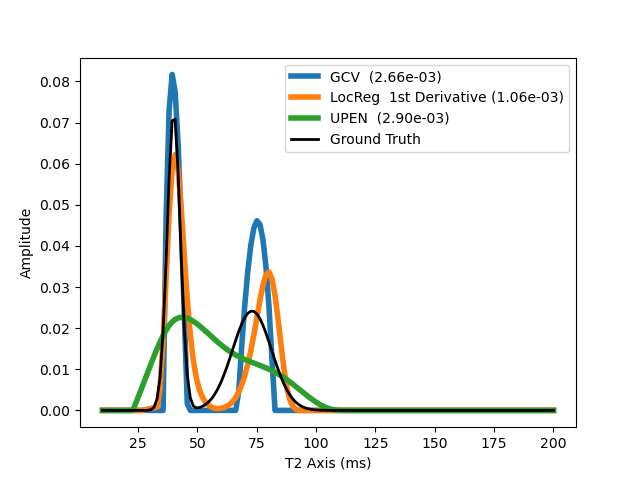 GCV  (2.66e-03)
LocReg  1st Derivative (1.06e-03)
UPEN  (2.90e-03)
Ground Truth
0.08
0.07
0.06
0.05
0.04
0.03
0.02
0.01
0.00
Amplitude
25 50 75 100 125 150 175 200
T2 Axis (ms)